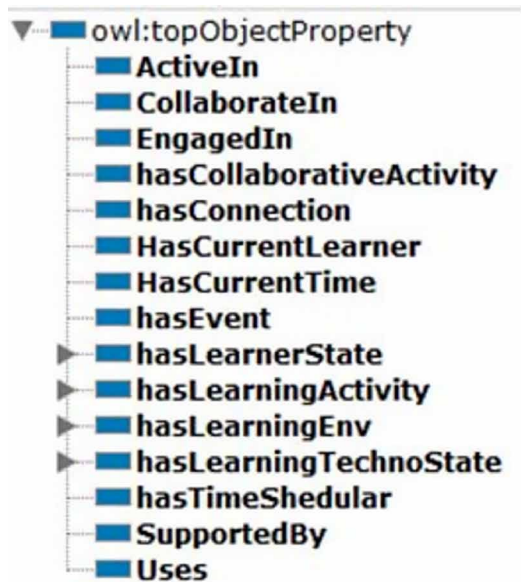 owl:topObjectProperty
ActiveIn
CollaborateIn
EngagedIn
hasCollaborativeActivity
hasConnection
HasCurrentLearner
HasCurrentTime
hasEvent
hasLearnerState
hasLearningActivity
hasLearningEnv
hasLearningTechnoState
hasTimeShedular
SupportedBy
Uses